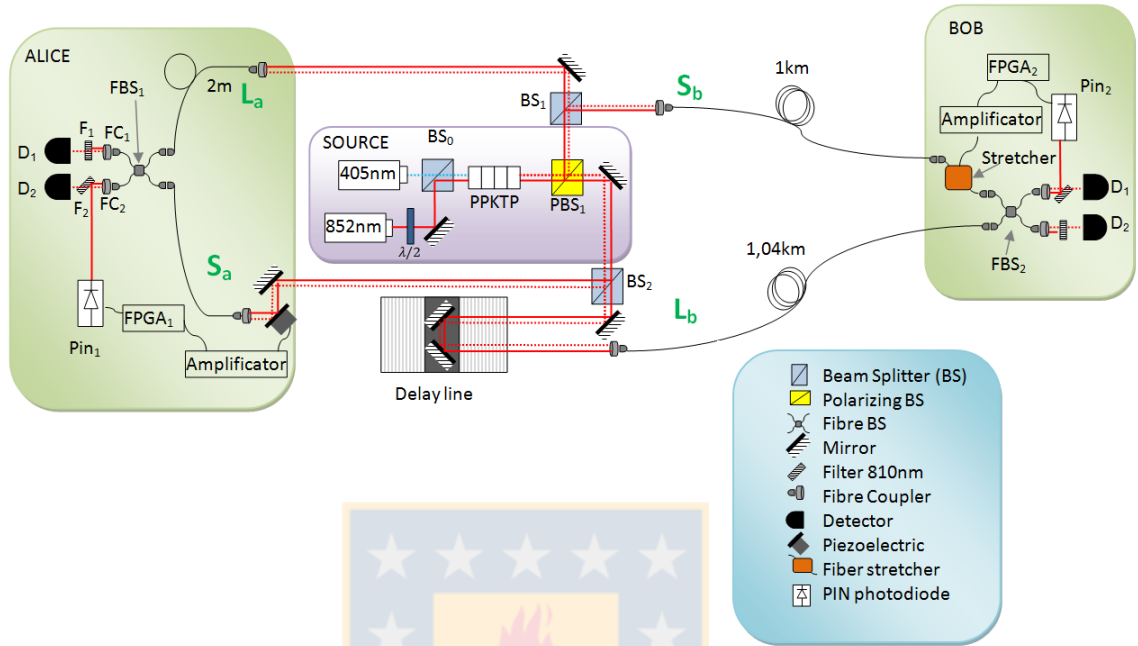 ALICE
FBS1
2m
La
F1
FC1
D1
D2
F2
FC2
Sa
Pin1
FPGA1
Amplificator
BS1
Sb
1km
SOURCE
BS0
405nm
PPKTP
PBS1
852nm
λ/2
BS2
Lb
1,04km
Delay line
BOB
FPGA2
Pin2
Amplificator
Stretcher
D1
D2
FBS2
Beam Splitter (BS)
Polarizing BS
Fibre BS
Mirror
Filter 810nm
Fibre Coupler
Detector
Piezoelectric
Fiber stretcher
PIN photodiode